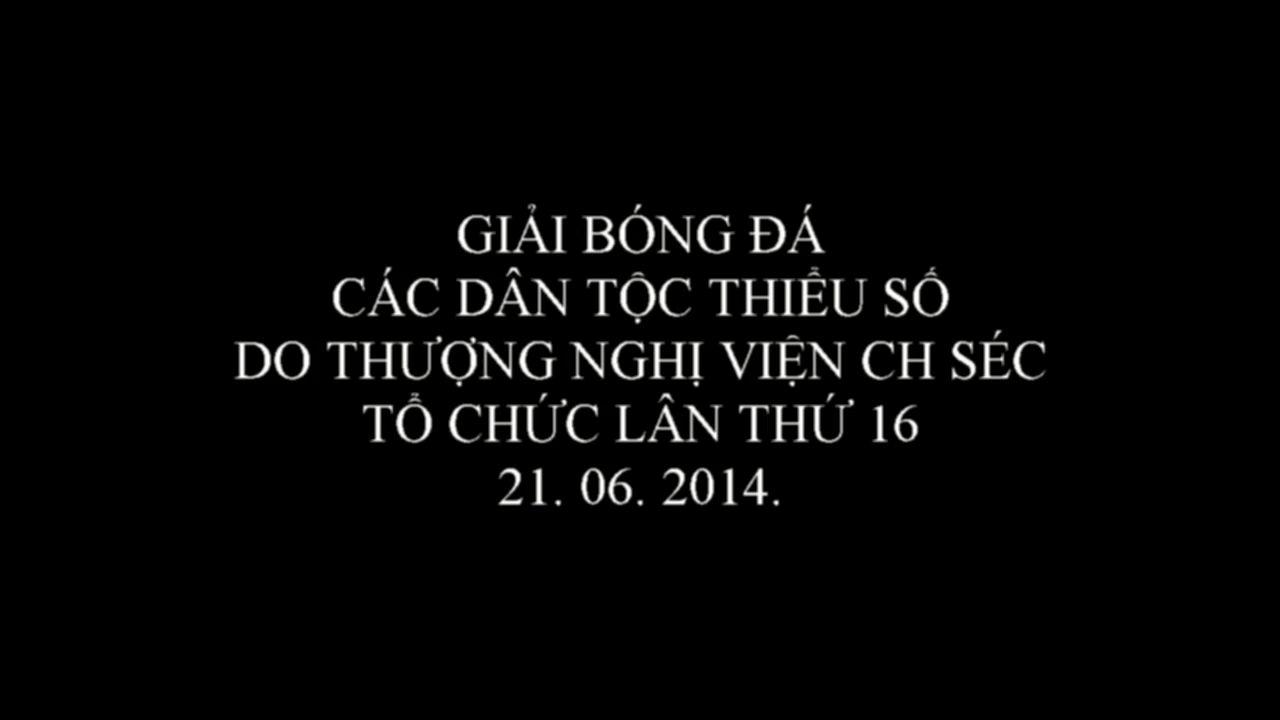 GIẢI BÓNG ĐÁ
CÁC DÂN TỘC THIỂU SỐ
DO THƯỢNG NGHỊ VIỆN CH SÉC
TỔ CHỨC LÂN THỨ 16
21. 06. 2014.